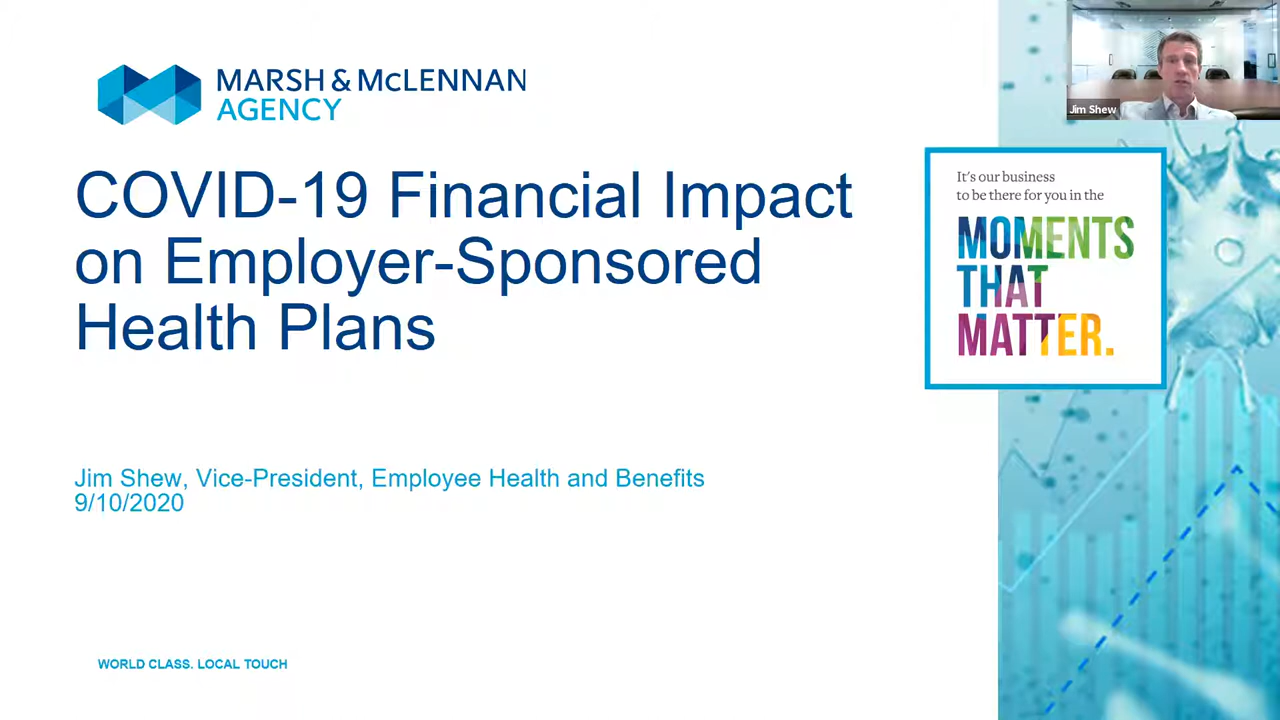 MARSH & McLENNAN
AGENCY
Jim Shew
COVID-19 Financial Impact
on Employer-Sponsored
Health Plans
It's our business
to be there for you in the
MOMENTS
THAT
MATTER.
Jim Shew, Vice-President, Employee Health and Benefits
9/10/2020
WORLD CLASS. LOCAL TOUCH